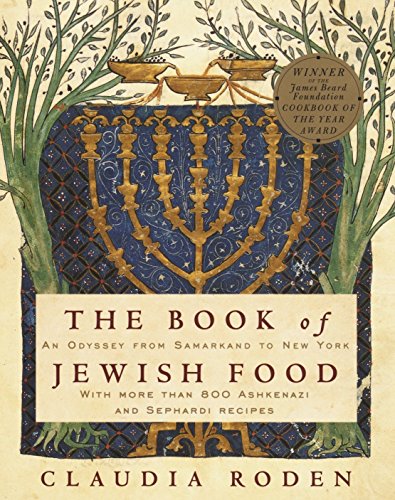 WINNER
OF THE
James Beard
Foundation
COOKBOOK OF
THE YEAR
AWARD
THE BOOK of
AN ODYSSEY FROM SAMARKAND TO NEW YORK
JEWISH FOOD
WITH MORE THAN 800 ASHKENAZI
AND SEPHARDI RECIPES
CLAUDIA RODEN